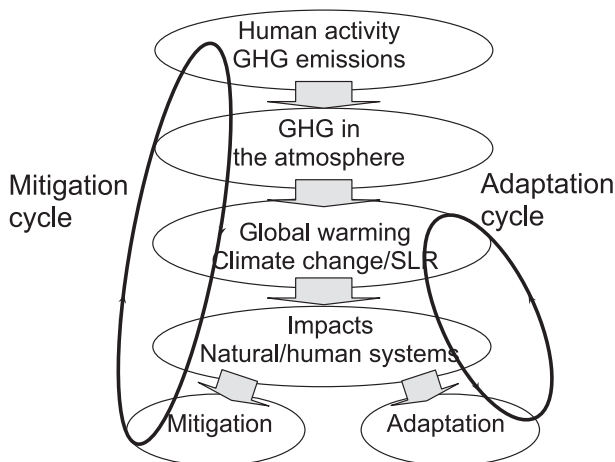 Human activity
GHG emissions
GHG in
the atmosphere
Mitigation
cycle
Adaptation
cycle
Global warming
Climate change/SLR
Impacts
Natural/human systems
Mitigation
Adaptation